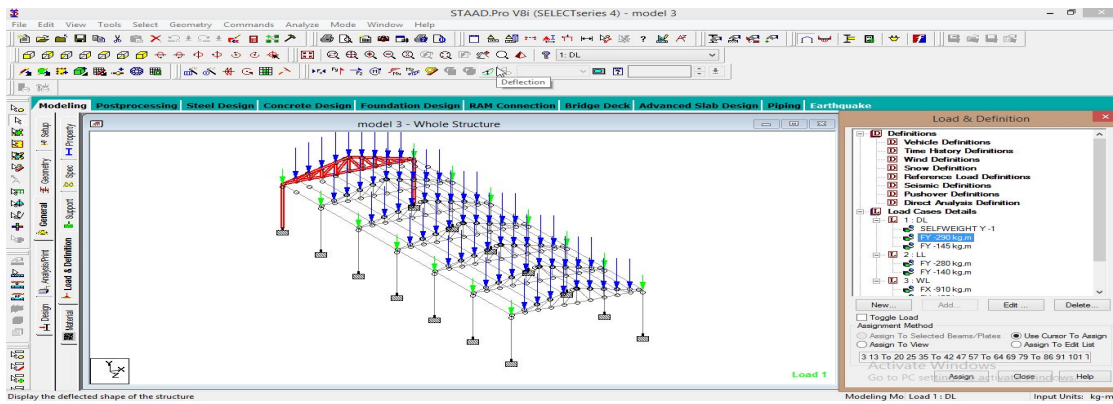 STAAD.Pro V8i (SELECTseries 4) - model 3
File Edit View Tools Select Geometry Commands Analyze Mode Window Help
1: DL
Deflection
Modeling Postprocessing Steel Design Concrete Design Foundation Design RAM Connection Bridge Deck Advanced Slab Design Piping Earthquake
model 3 - Whole Structure
Setup
Geometry
General
Analysis/Print
Design
Property
Spec
Support
Load & Definition
Material
Y
X
Z
Load 1
Load & Definition
Definitions
Vehicle Definitions
Time History Definitions
Wind Definitions
Snow Definition
Reference Load Definitions
Seismic Definitions
Pushover Definitions
Direct Analysis Definition
Load Cases Details
1 : DL
SELFWEIGHT Y -1
FY -290 kg.m
FY -145 kg.m
2 : LL
FY -280 kg.m
FY -140 kg.m
3 : WL
FX -910 kg.m
New... Add... Edit ... Delete...
Toggle Load
Assignment Method
Assign To Selected Beams/Plates Use Cursor To Assign
Assign To View Assign To Edit List
3 13 To 20 25 35 To 42 47 57 To 64 69 79 To 86 91 101 1
Activate Windows
Go to PC settings to activate Windows.
Assign Close Help
Display the deflected shape of the structure
Modeling Mo Load 1 : DL Input Units: kg-m